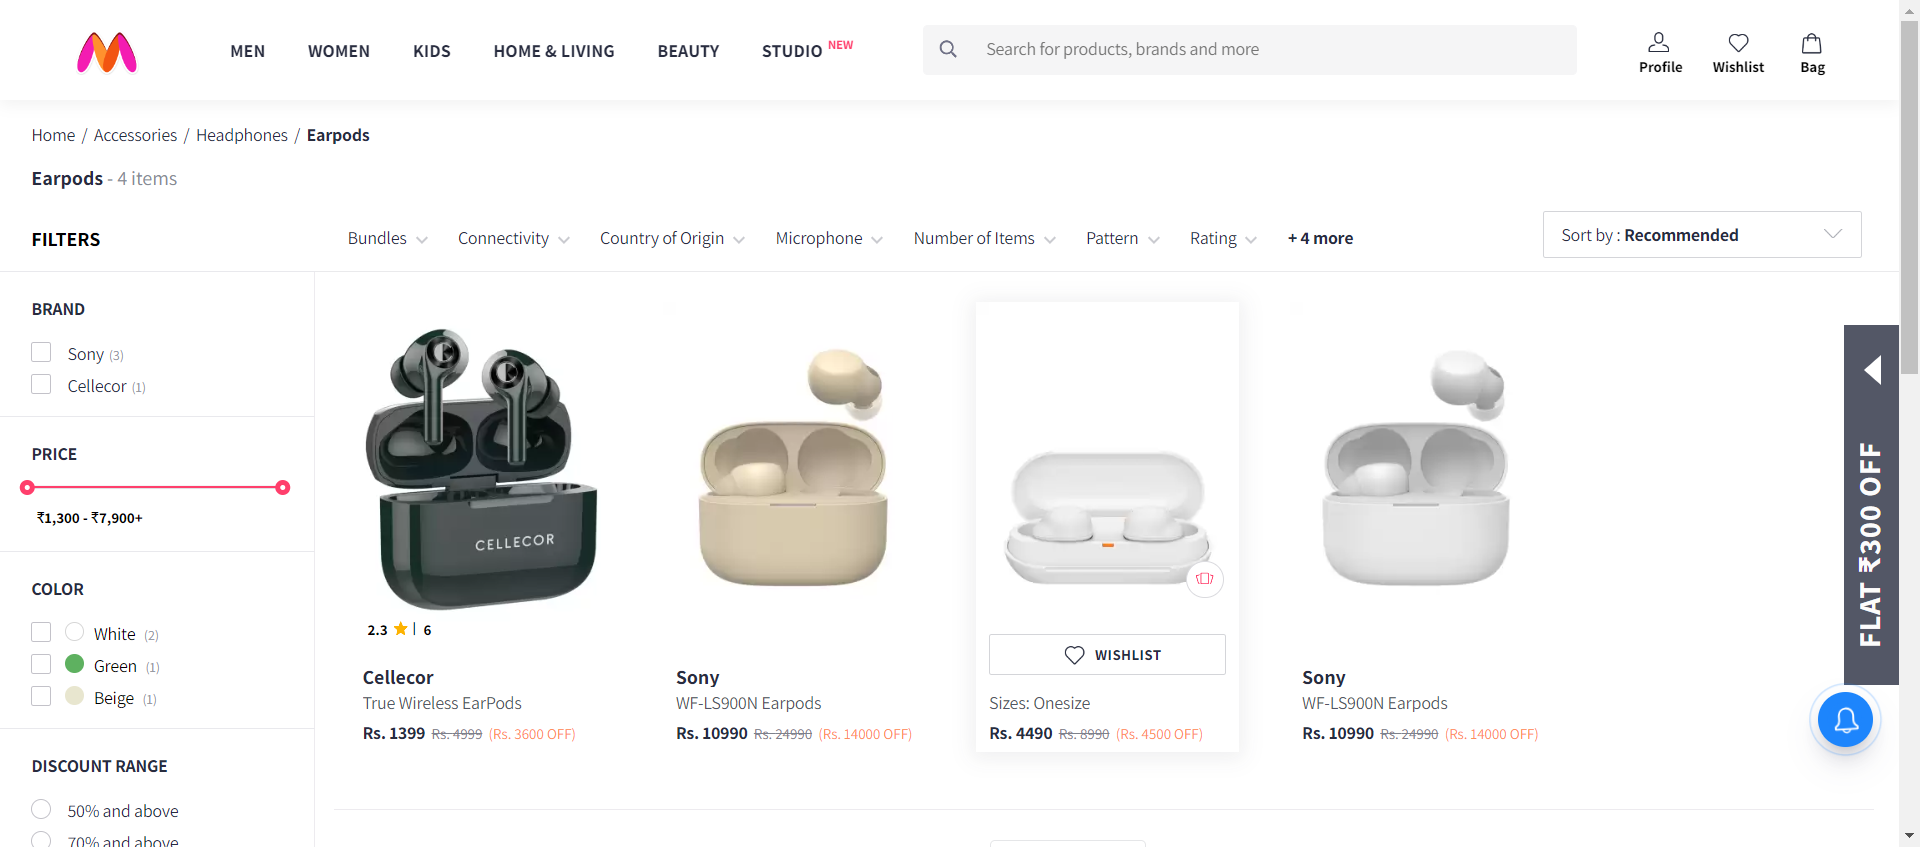 MEN WOMEN KIDS HOME & LIVING BEAUTY STUDIO NEW
Search for products, brands and more
Profile Wishlist Bag
Home / Accessories / Headphones / Earpods
Earpods - 4 items
FILTERS
Bundles Connectivity Country of Origin Microphone Number of Items Pattern Rating + 4 more
Sort by : Recommended
BRAND
Sony (3)
Cellecor (1)
PRICE
₹1,300 - ₹7,900+
COLOR
White (2)
Green (1)
Beige (1)
DISCOUNT RANGE
50% and above
70% and above
CELLECOR
2.3 | 6
Cellecor
True Wireless EarPods
Rs. 1399 Rs. 4999 (Rs. 3600 OFF)
Sony
WF-LS900N Earpods
Rs. 10990 Rs. 24990 (Rs. 14000 OFF)
WISHLIST
Sizes: Onesize
Rs. 4490 Rs. 8990 (Rs. 4500 OFF)
Sony
WF-LS900N Earpods
Rs. 10990 Rs. 24990 (Rs. 14000 OFF)
FLAT ₹300 OFF